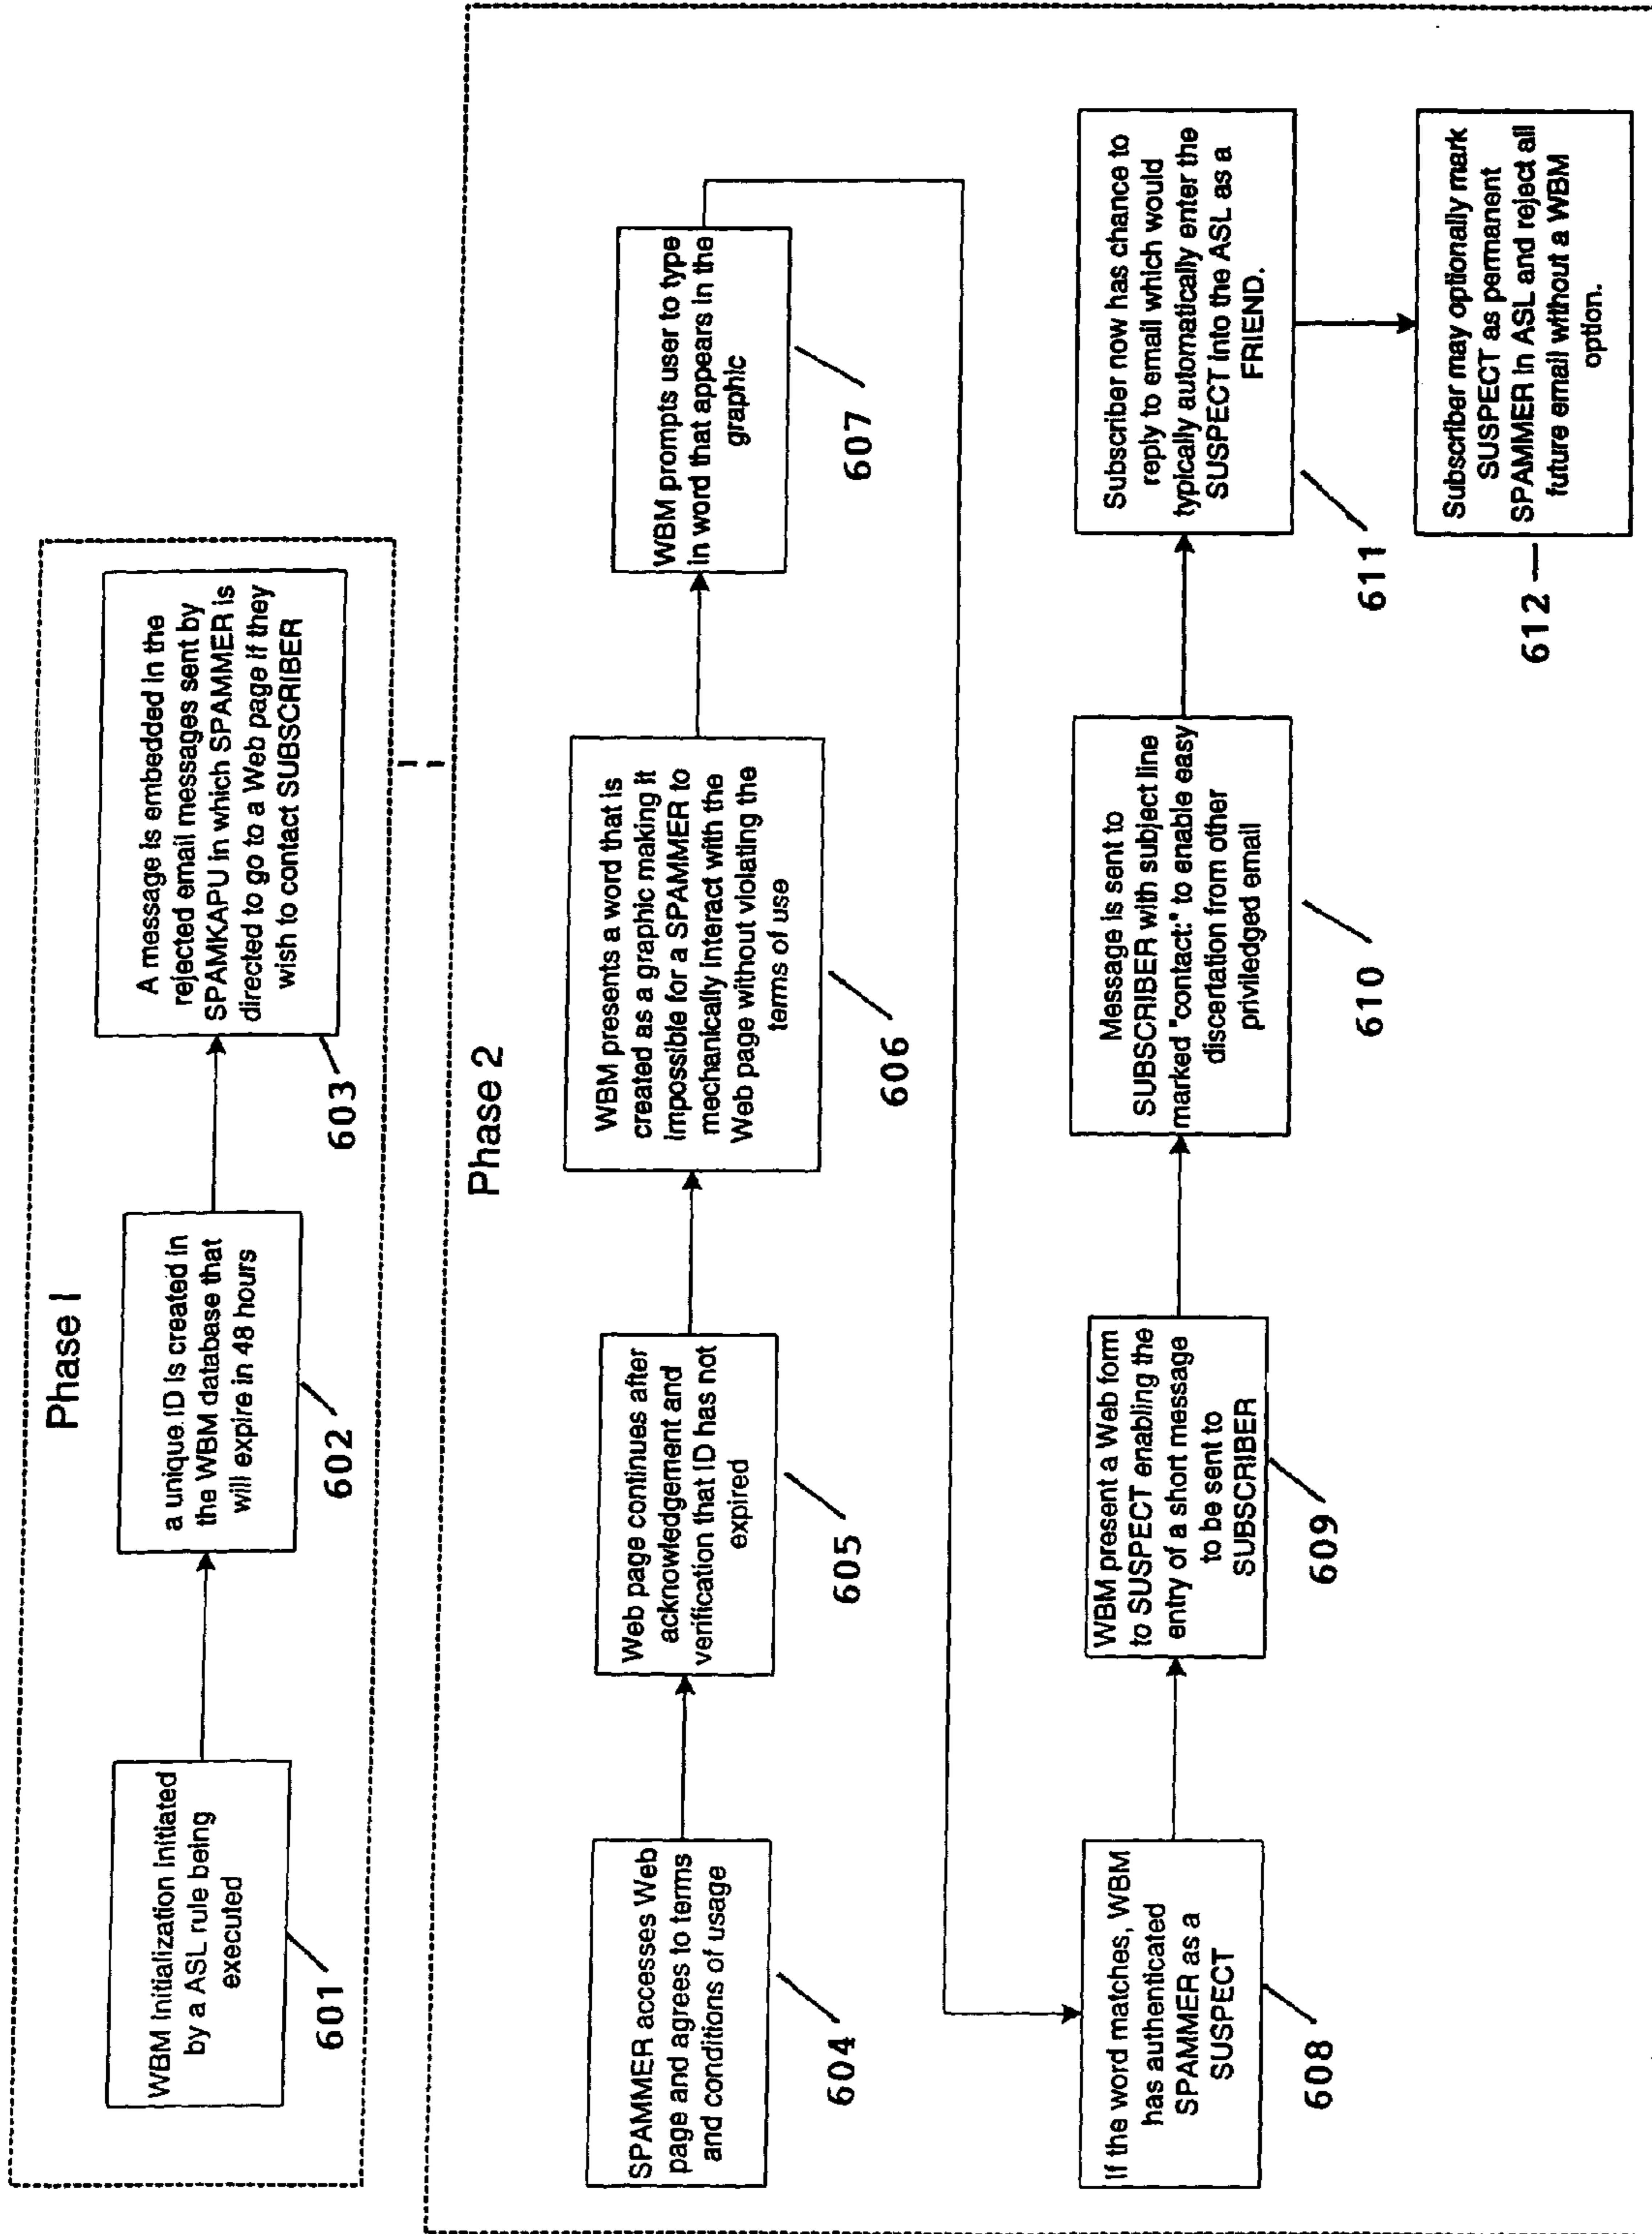 Phase I
WBM Initialization initiated
by a ASL rule being
executed
601
a unique ID is created in
the WBM database that
will expire in 48 hours
602
A message is embedded in the
rejected email messages sent by
SPAMKAPU in which SPAMMER is
directed to go to a Web page if they
wish to contact SUBSCRIBER
603
Phase 2
SPAMMER accesses Web
page and agrees to terms
and conditions of usage
604
Web page continues after
acknowledgement and
verification that ID has not
expired
605
WBM presents a word that is
created as a graphic making it
impossible for a SPAMMER to
mechanically interact with the
Web page without violating the
terms of use
606
WBM prompts user to type
in word that appears in the
graphic
607
If the word matches, WBM
has authenticated
SPAMMER as a
SUSPECT
608
WBM present a Web form
to SUSPECT enabling the
entry of a short message
to be sent to
SUBSCRIBER
609
Message is sent to
SUBSCRIBER with subject line
marked "contact:" to enable easy
discertation from other
priviledged email
610
Subscriber now has chance to
reply to email which would
typically automatically enter the
SUSPECT into the ASL as a
FRIEND.
611
Subscriber may optionally mark
SUSPECT as permanent
SPAMMER in ASL and reject all
future email without a WBM
option.
612